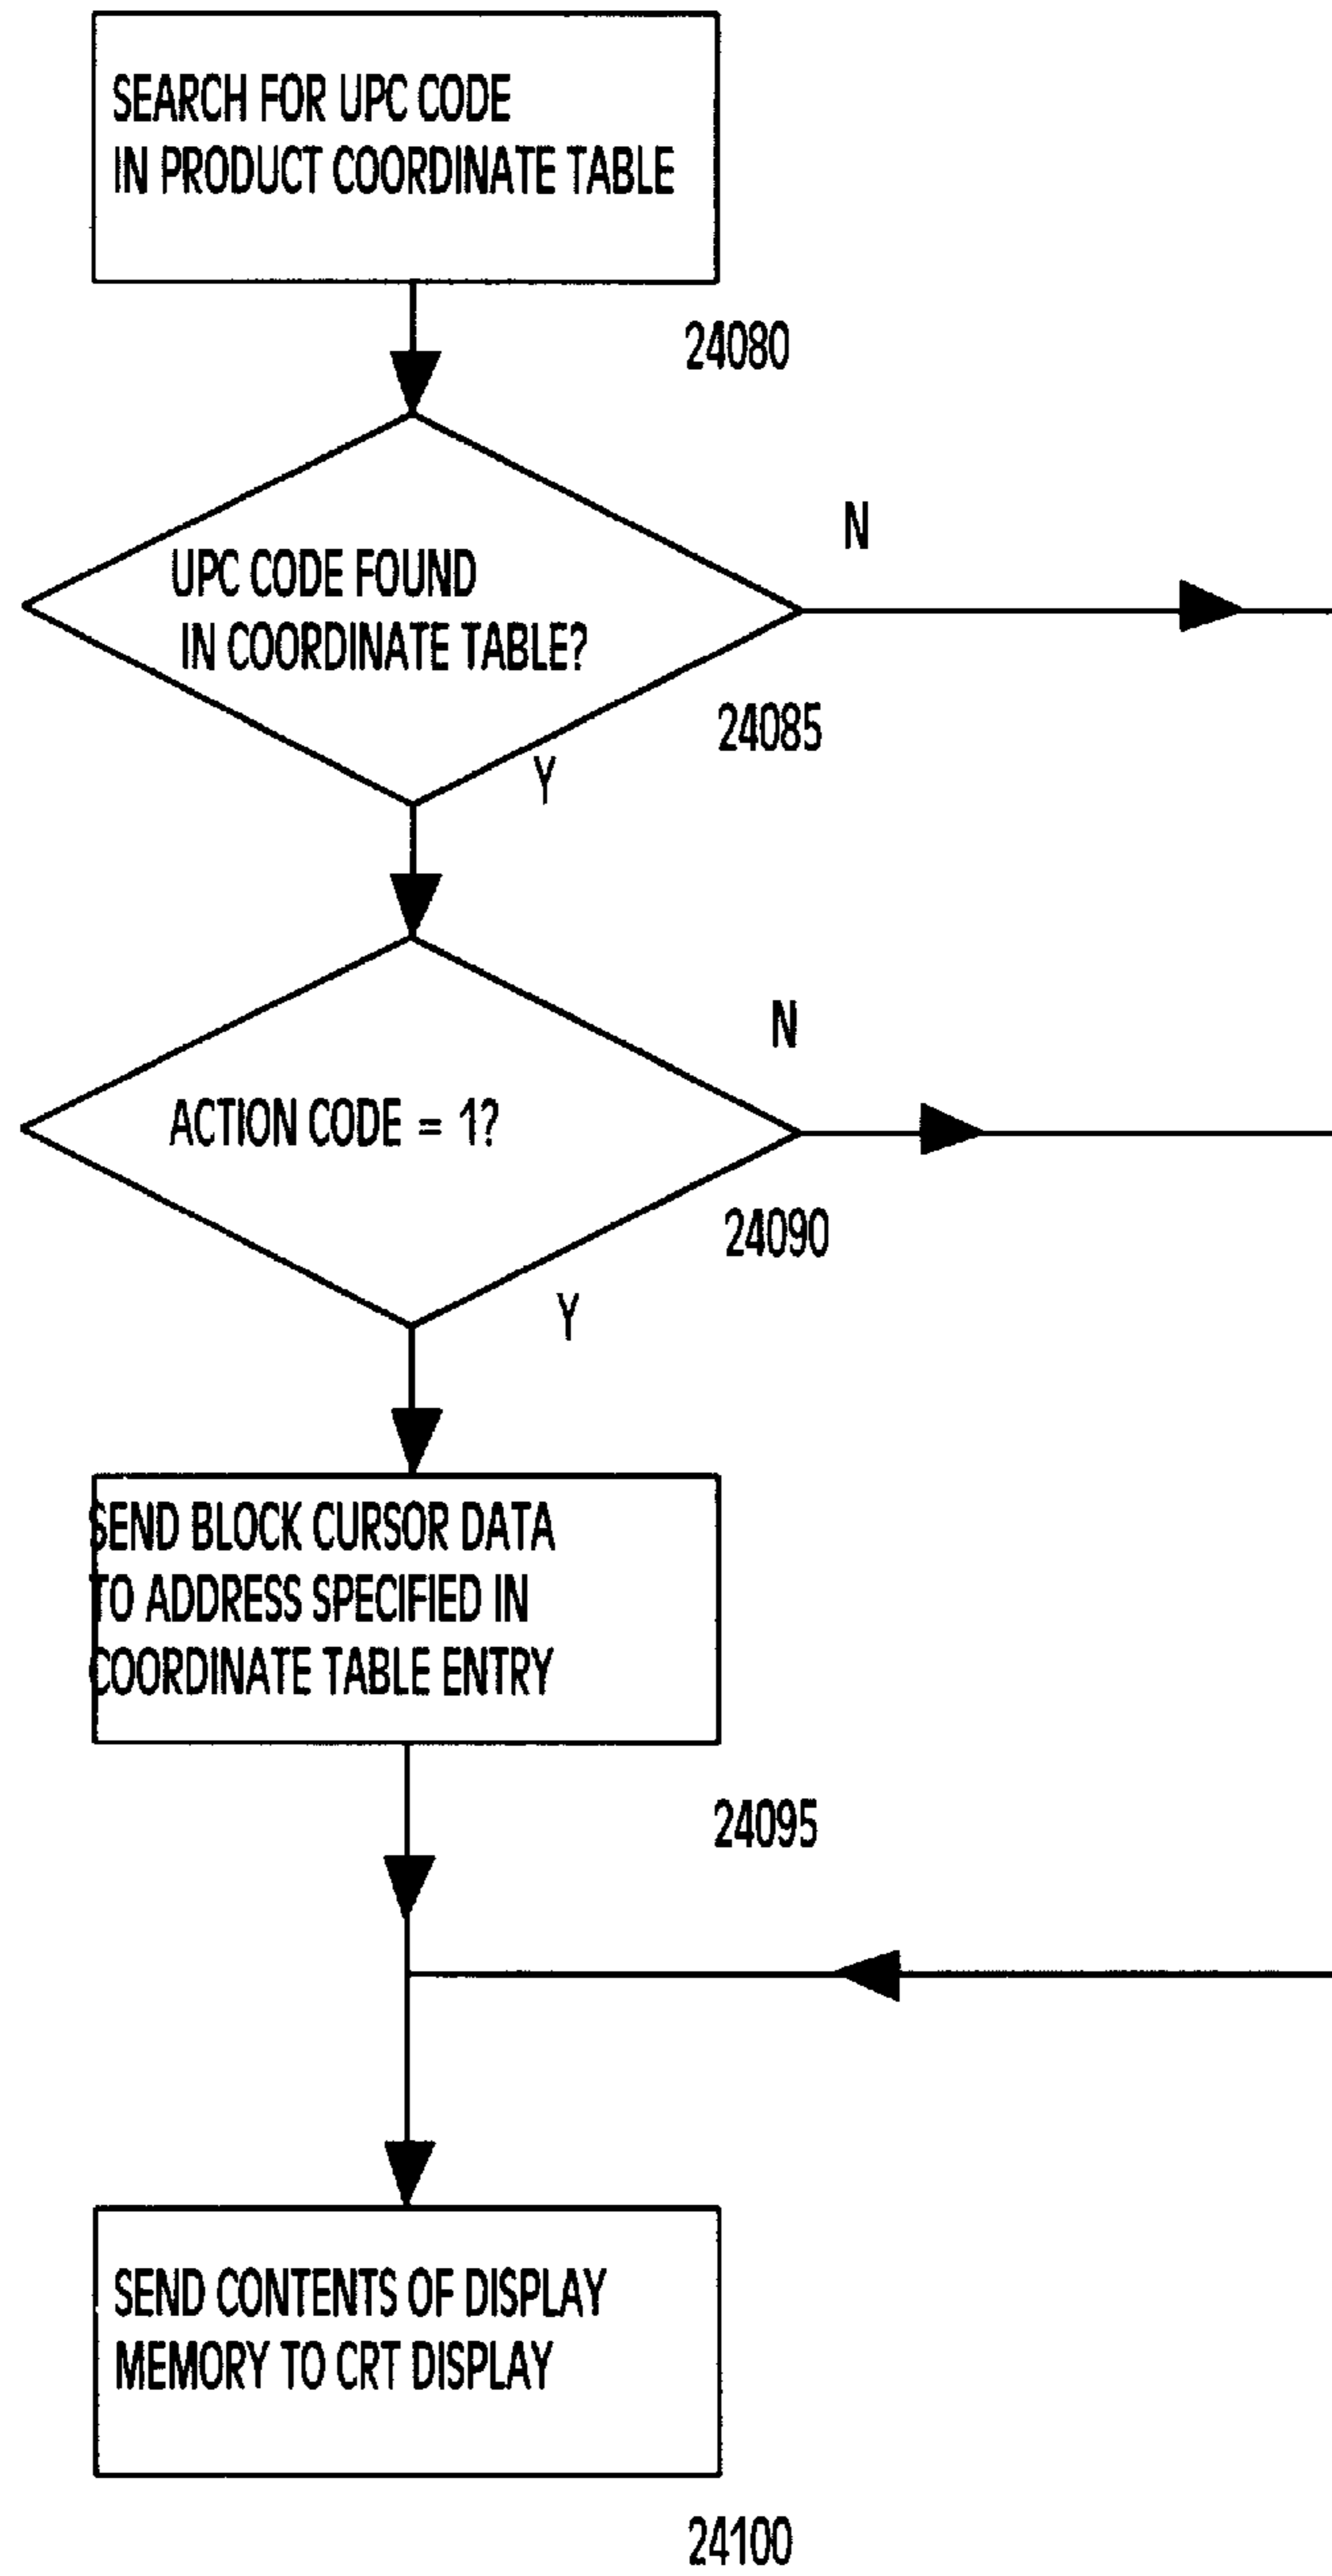 SEARCH FOR UPC CODE
IN PRODUCT COORDINATE TABLE
24080
N
UPC CODE FOUND
IN COORDINATE TABLE?
24085
Y
N
ACTION CODE = 1?
24090
Y
SEND BLOCK CURSOR DATA
TO ADDRESS SPECIFIED IN
COORDINATE TABLE ENTRY
24095
SEND CONTENTS OF DISPLAY
MEMORY TO CRT DISPLAY
24100